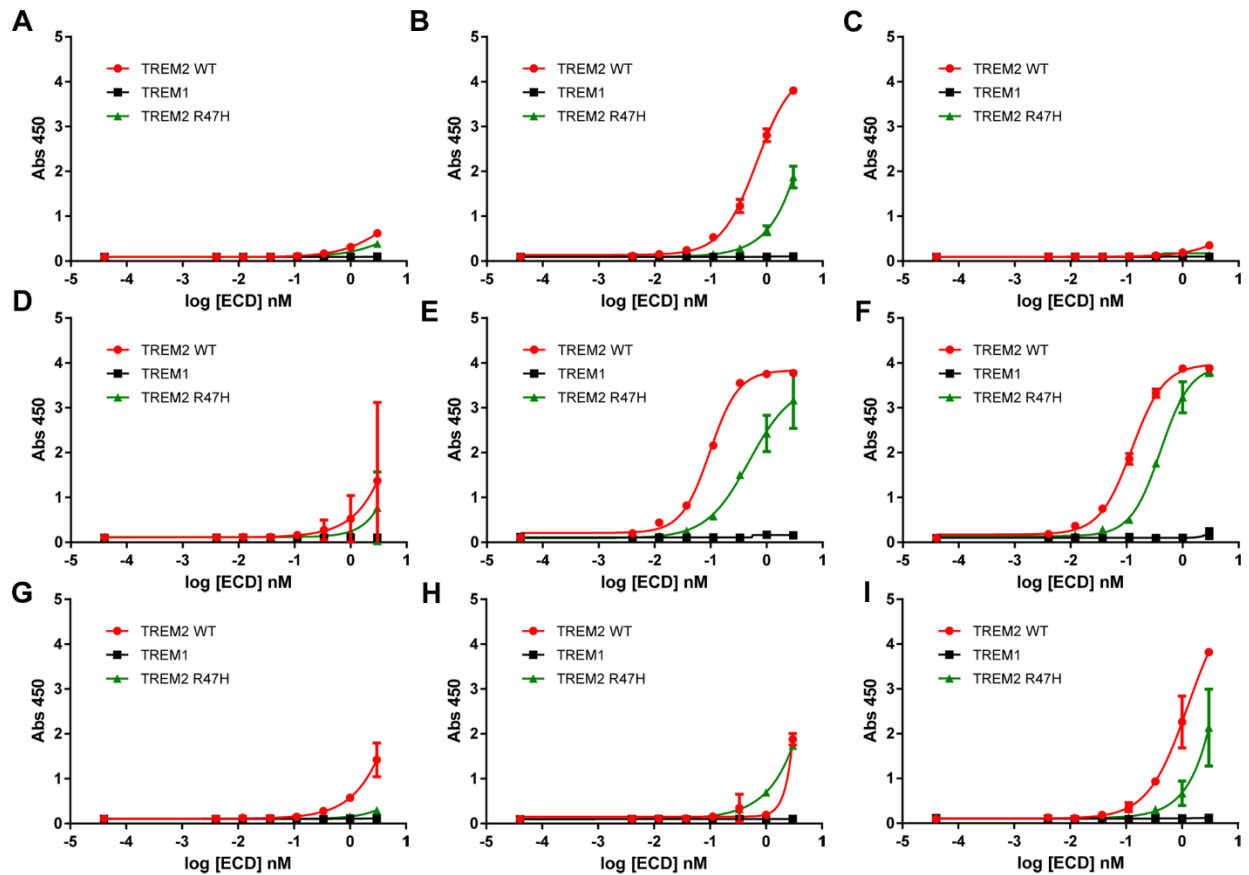 A
5
4
3
2
1
0
Abs 450
TREM2 WT
TREM1
TREM2 R47H
-5 -4 -3 -2 -1 0 1
log [ECD] nM
B
5
4
3
2
1
0
Abs 450
TREM2 WT
TREM1
TREM2 R47H
-5 -4 -3 -2 -1 0 1
log [ECD] nM
C
5
4
3
2
1
0
Abs 450
TREM2 WT
TREM1
TREM2 R47H
-5 -4 -3 -2 -1 0 1
log [ECD] nM
D
5
4
3
2
1
0
Abs 450
TREM2 WT
TREM1
TREM2 R47H
-5 -4 -3 -2 -1 0 1
log [ECD] nM
E
5
4
3
2
1
0
Abs 450
TREM2 WT
TREM1
TREM2 R47H
-5 -4 -3 -2 -1 0 1
log [ECD] nM
F
5
4
3
2
1
0
Abs 450
TREM2 WT
TREM1
TREM2 R47H
-5 -4 -3 -2 -1 0 1
log [ECD] nM
G
5
4
3
2
1
0
Abs 450
TREM2 WT
TREM1
TREM2 R47H
-5 -4 -3 -2 -1 0 1
log [ECD] nM
H
5
4
3
2
1
0
Abs 450
TREM2 WT
TREM1
TREM2 R47H
-5 -4 -3 -2 -1 0 1
log [ECD] nM
I
5
4
3
2
1
0
Abs 450
TREM2 WT
TREM1
TREM2 R47H
-5 -4 -3 -2 -1 0 1
log [ECD] nM